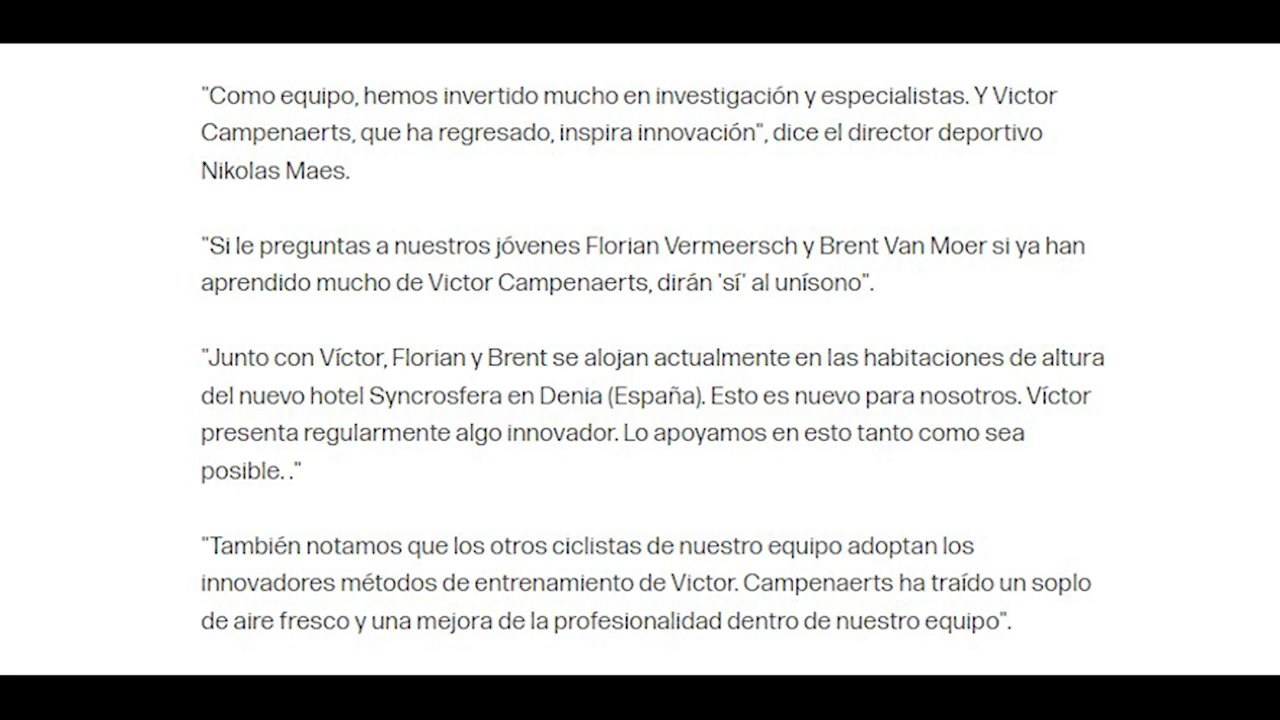 "Como equipo, hemos invertido mucho en investigación y especialistas. Y Victor
Campenaerts, que ha regresado, inspira innovación", dice el director deportivo
Nikolas Maes.
"Si le preguntas a nuestros jóvenes Florian Vermeersch y Brent Van Moer si ya han
aprendido mucho de Victor Campenaerts, dirán 'sí' al unísono".
"Junto con Víctor, Florian y Brent se alojan actualmente en las habitaciones de altura
del nuevo hotel Syncrosfera en Denia (España). Esto es nuevo para nosotros. Víctor
presenta regularmente algo innovador. Lo apoyamos en esto tanto como sea
posible. ."
"También notamos que los otros ciclistas de nuestro equipo adoptan los
innovadores métodos de entrenamiento de Victor. Campenaerts ha traído un soplo
de aire fresco y una mejora de la profesionalidad dentro de nuestro equipo".